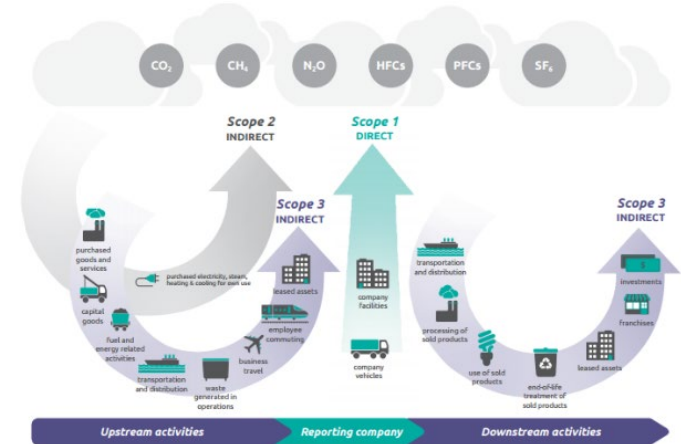 CO₂ CH₄ N₂O HFCs PFCs SF₆
Scope 2
INDIRECT
Scope 1
DIRECT
Scope 3
INDIRECT
Scope 3
INDIRECT
purchased
goods and
services
capital
goods
fuel and
energy related
activities
transportation
and distribution
waste
generated in
operations
business
travel
employee
commuting
leased assets
purchased electricity, steam,
heating & cooling for own use
company
facilities
company
vehicles
transportation
and distribution
processing of
sold products
use of sold
products
end-of-life
treatment of
sold products
leased assets
franchises
investments
$
Upstream activities
Reporting company
Downstream activities